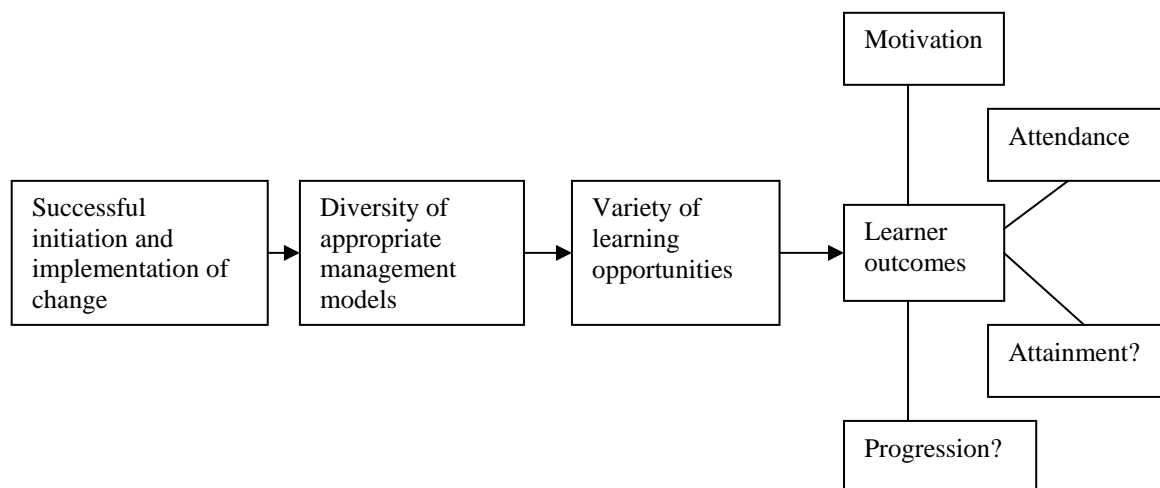 Motivation
Attendance
Successful
initiation and
implementation of
change
Diversity of
appropriate
management
models
Variety of
learning
opportunities
Learner
outcomes
Attainment?
Progression?